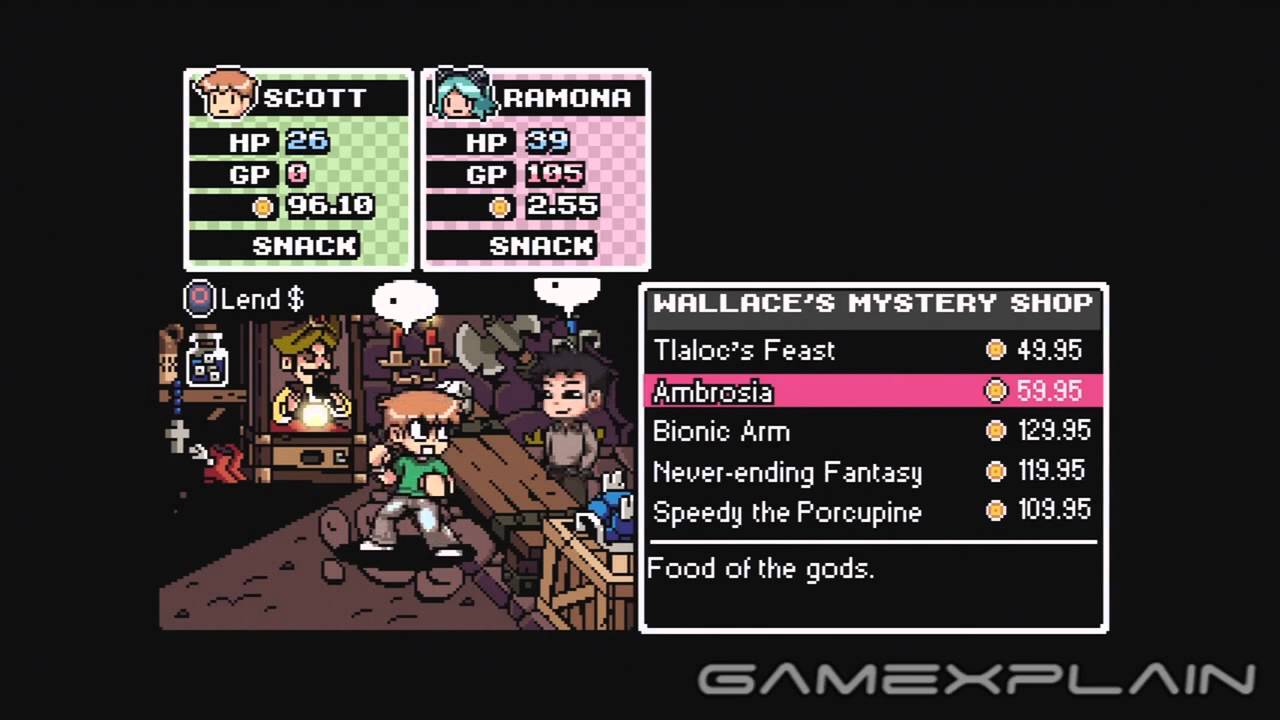 SCOTT
HP 26
GP 0
96.10
SNACK
RAMONA
HP 39
GP 105
2.55
SNACK
Lend $
WALLACE'S MYSTERY SHOP
Tlaloc's Feast 49.95
Ambrosia 59.95
Bionic Arm 129.95
Never-ending Fantasy 119.95
Speedy the Porcupine 109.95
Food of the gods.
GAMEXPLAIN